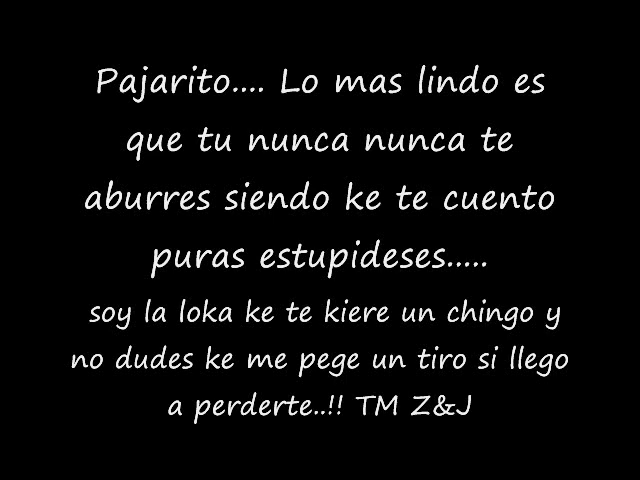 Pajarito.... Lo mas lindo es
que tu nunca nunca te
aburres siendo ke te cuento
puras estupideses.....
soy la loka ke te kiere un chingo y
no dudes ke me pege un tiro si llego
a perderte..!! TM Z&J